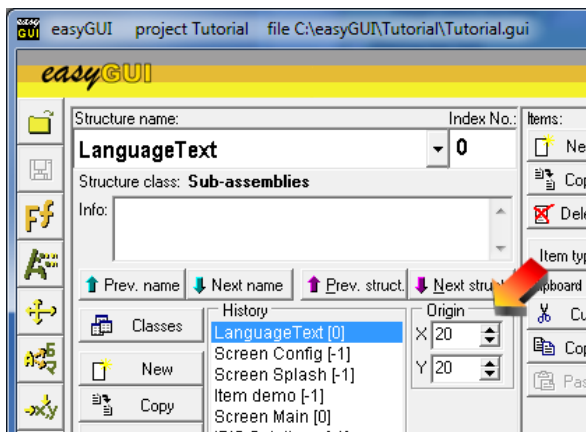 easyGUI project Tutorial file C:\easyGUI\Tutorial\Tutorial.gui
easyGUI
Structure name: Index No.: Items:
LanguageText 0
Structure class: Sub-assemblies
Info:
Prev. name Next name Prev. struct. Next
Item
History Origin
Classes LanguageText [0] X 20
Screen Config [-1]
New Screen Splash [-1] Y 20
Item demo [-1]
Copy Screen Main [0]